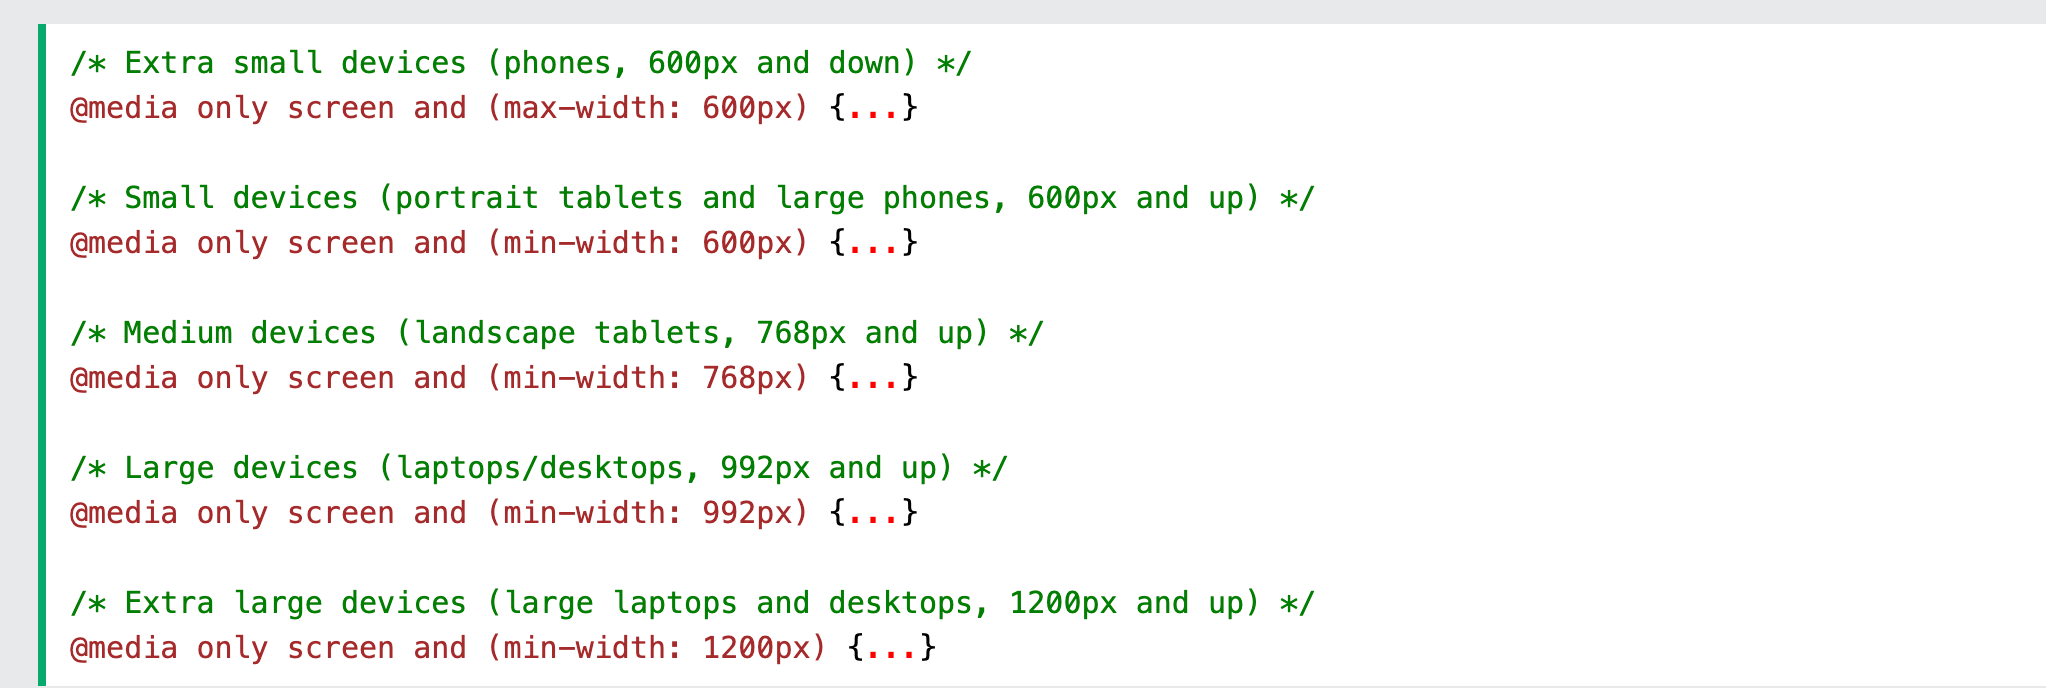 /* Extra small devices (phones, 600px and down) */
@media only screen and (max-width: 600px) {...}
/* Small devices (portrait tablets and large phones, 600px and up) */
@media only screen and (min-width: 600px) {...}
/* Medium devices (landscape tablets, 768px and up) */
@media only screen and (min-width: 768px) {...}
/* Large devices (laptops/desktops, 992px and up) */
@media only screen and (min-width: 992px) {...}
/* Extra large devices (large laptops and desktops, 1200px and up) */
@media only screen and (min-width: 1200px) {...}